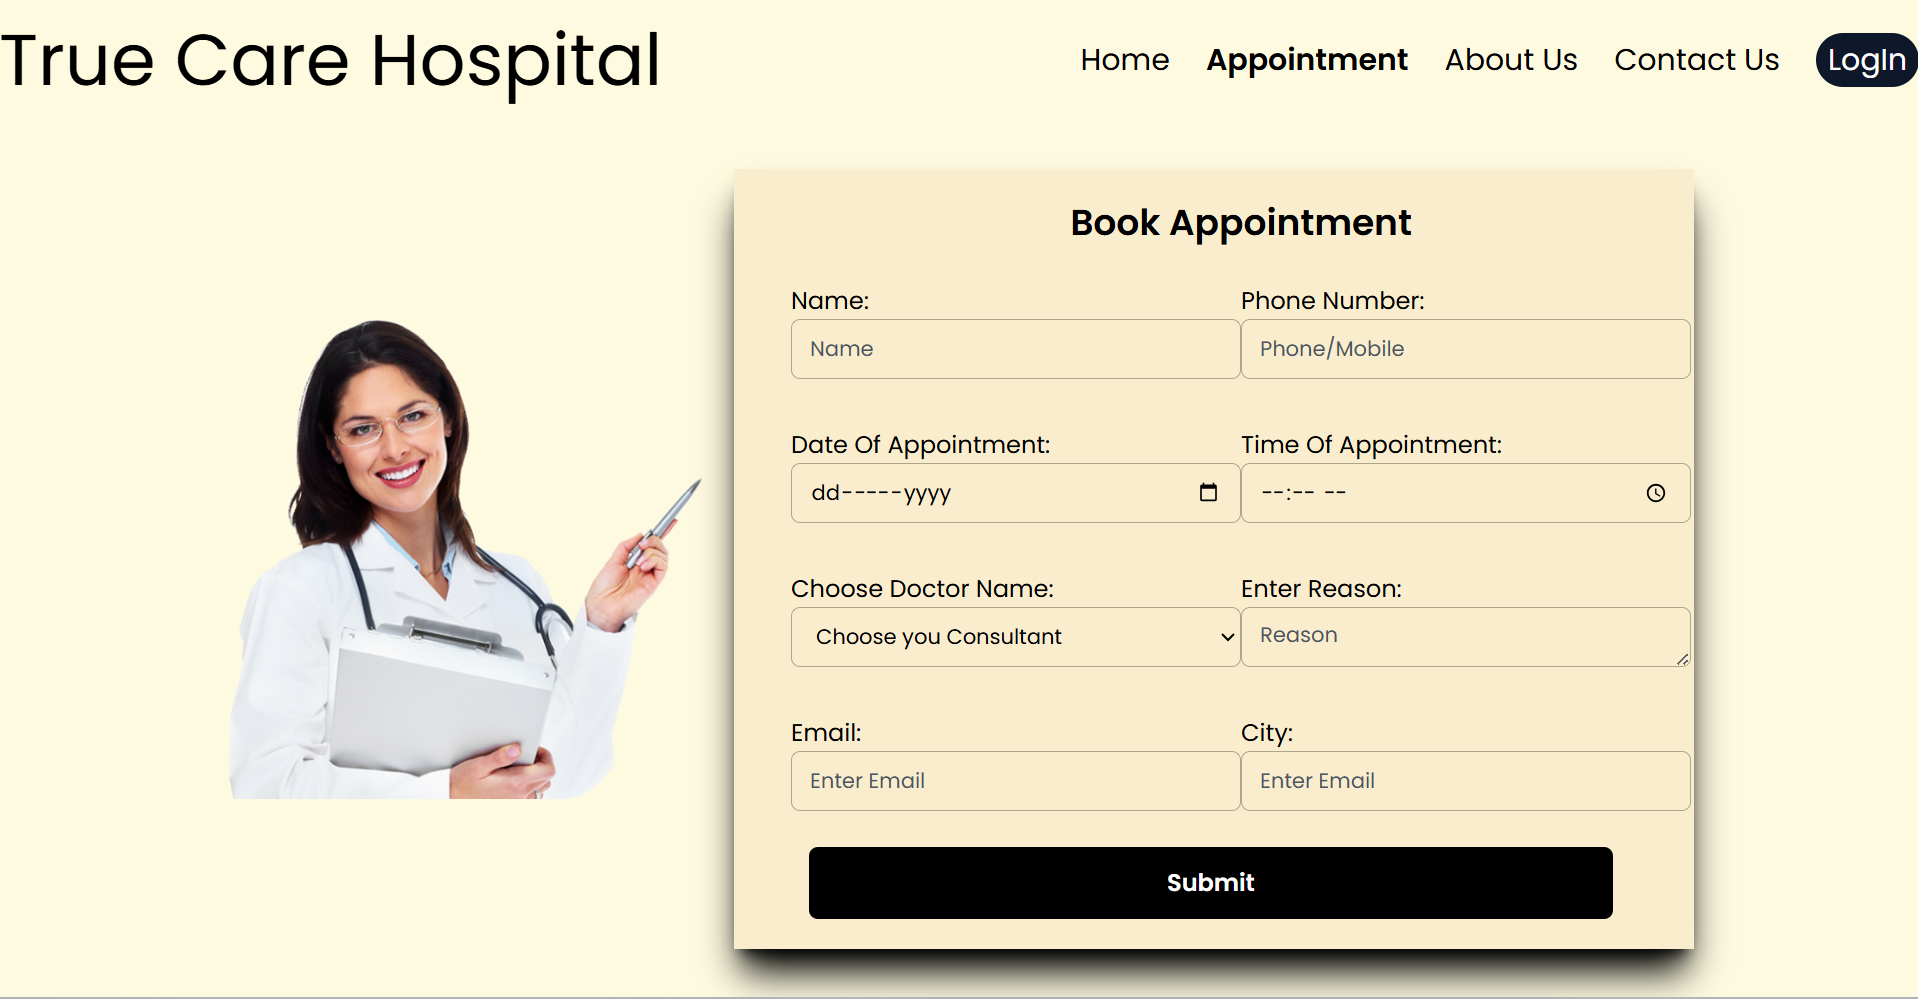 True Care Hospital
Home Appointment About Us Contact Us LogIn
Book Appointment
Name: Phone Number:
Name Phone/Mobile
Date Of Appointment: Time Of Appointment:
dd-----yyyy --:-- --
Choose Doctor Name: Enter Reason:
Choose you Consultant Reason
Email: City:
Enter Email Enter Email
Submit